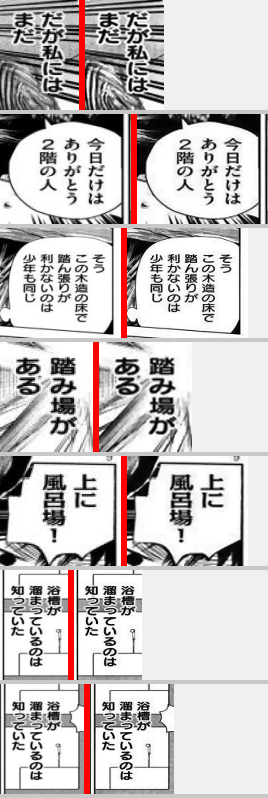 だが私には
まだ
だが私には
まだ
今日だけは
ありがとう
２階の人
今日だけは
ありがとう
２階の人
そう
この木造の床で
踏ん張りが
利かないのは
少年も同じ
そう
この木造の床で
踏ん張りが
利かないのは
少年も同じ
踏み場が
ある
踏み場が
ある
上に
風呂場！
上に
風呂場！
浴槽が
溜まっているのは
知っていた
浴槽が
溜まっているのは
知っていた
浴槽が
溜まっているのは
知っていた
浴槽が
溜まっているのは
知っていた